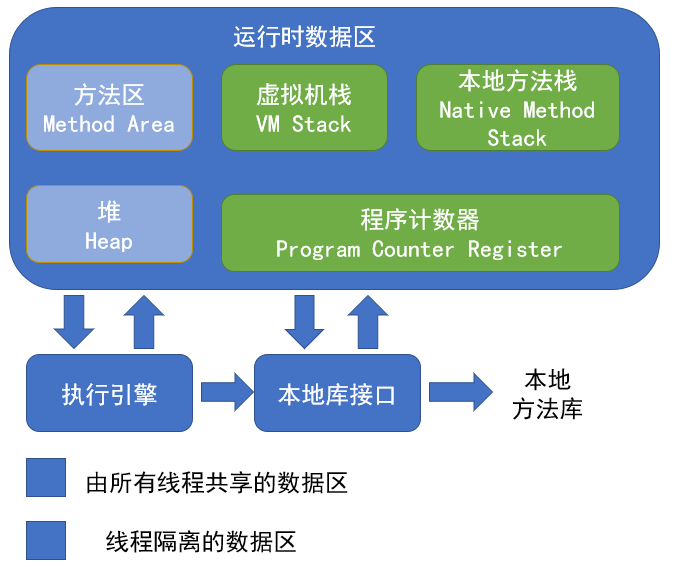 运行时数据区
方法区
Method Area
虚拟机栈
VM Stack
本地方法栈
Native Method
Stack
堆
Heap
程序计数器
Program Counter Register
执行引擎
本地库接口
本地
方法库
由所有线程共享的数据区
线程隔离的数据区